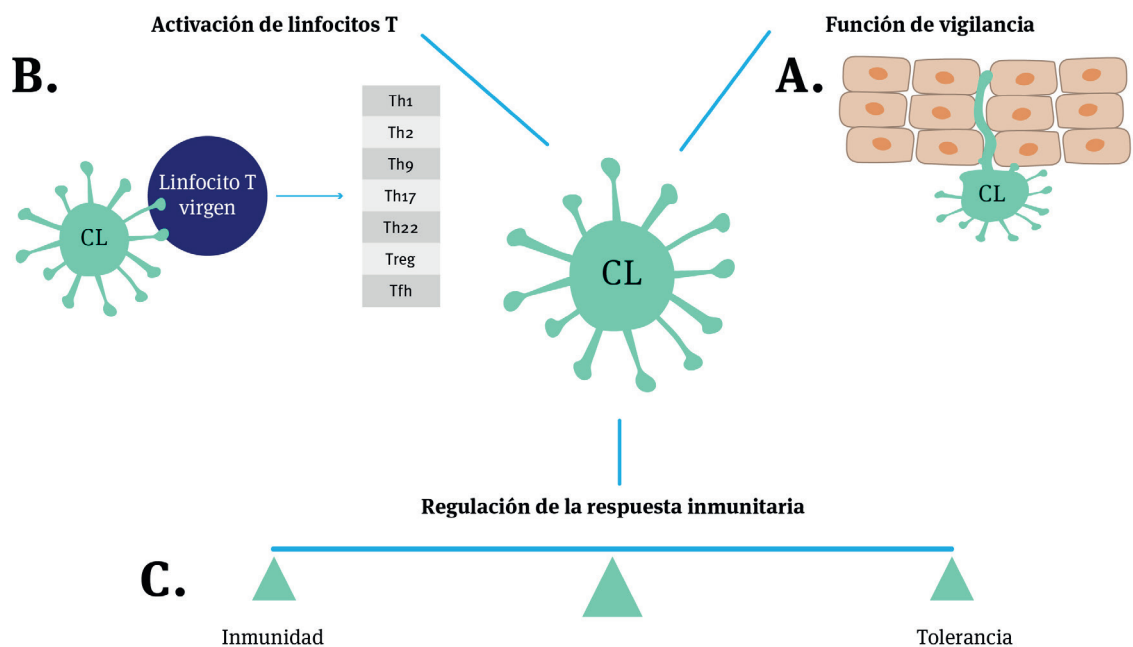 Activación de linfocitos T
Función de vigilancia
B.
A.
Th1
Th2
Th9
Th17
Th22
Treg
Tfh
Linfocito T
virgen
CL
CL
CL
Regulación de la respuesta inmunitaria
C.
Inmunidad
Tolerancia